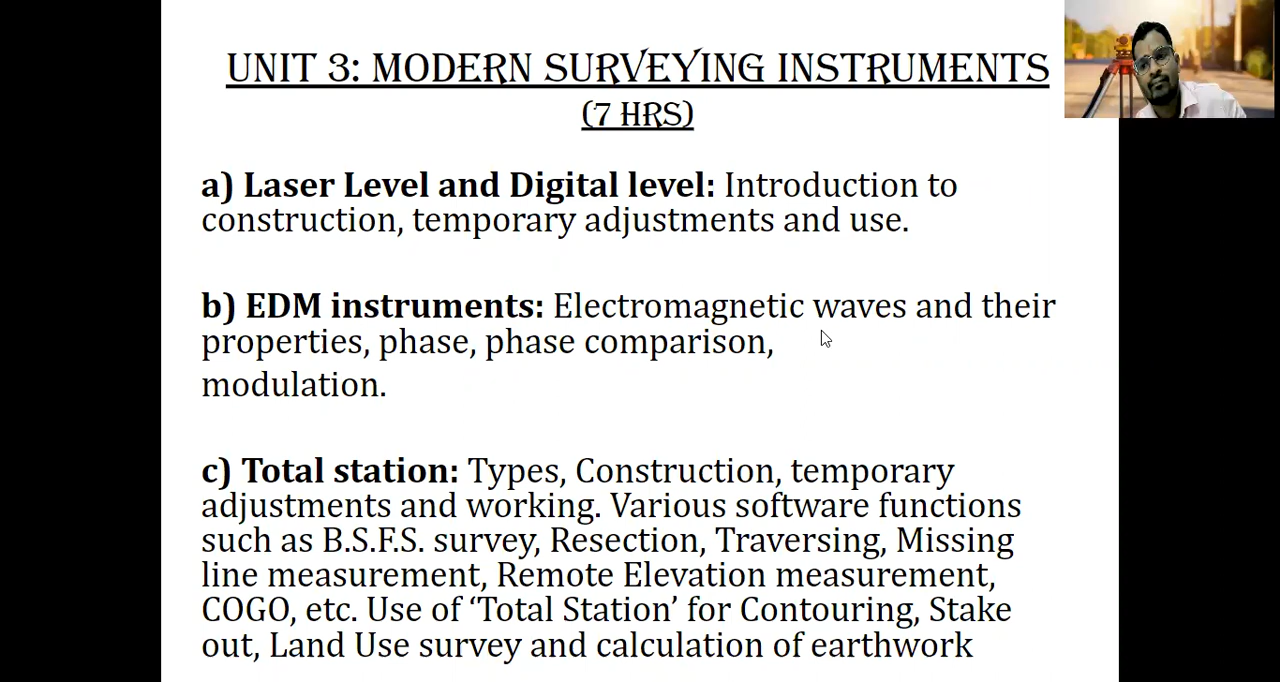 UNIT 3: MODERN SURVEYING INSTRUMENTS
(7 HRS)
a) Laser Level and Digital level: Introduction to
construction, temporary adjustments and use.
b) EDM instruments: Electromagnetic waves and their
properties, phase, phase comparison,
modulation.
c) Total station: Types, Construction, temporary
adjustments and working. Various software functions
such as B.S.F.S. survey, Resection, Traversing, Missing
line measurement, Remote Elevation measurement,
COGO, etc. Use of ‘Total Station’ for Contouring, Stake
out, Land Use survey and calculation of earthwork